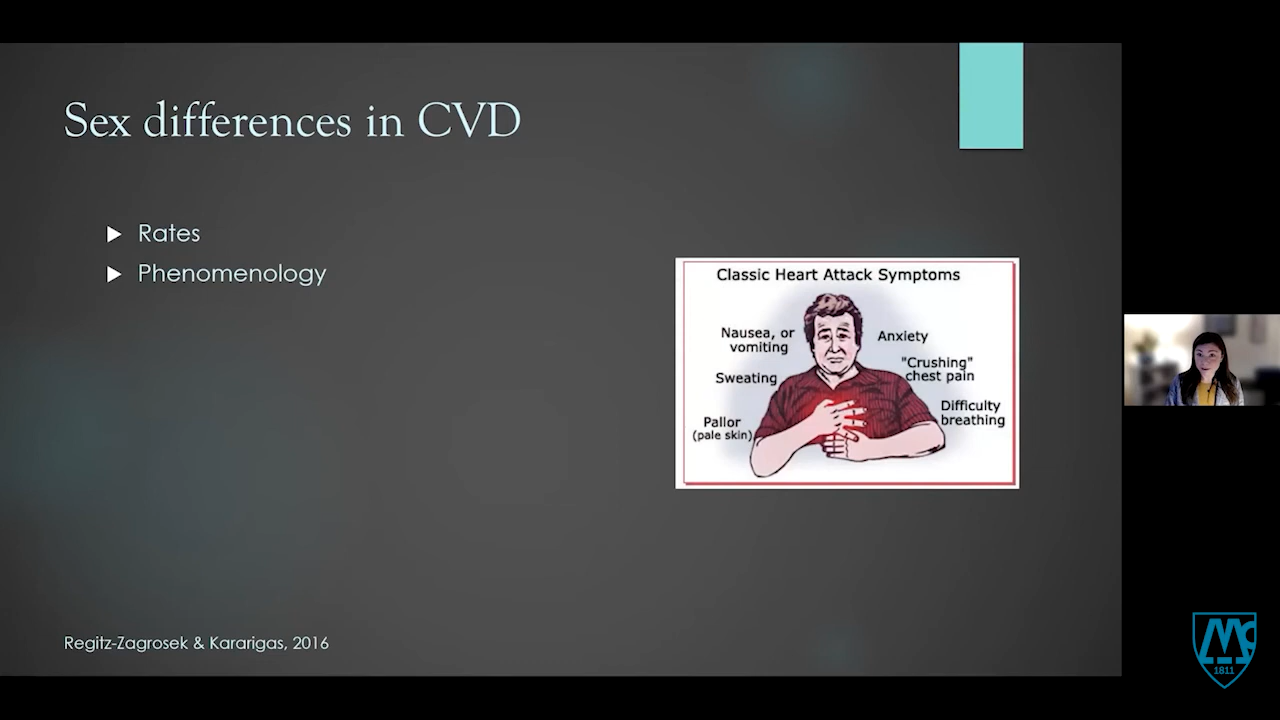 Sex differences in CVD
Rates
Phenomenology
Classic Heart Attack Symptoms
Nausea, or
vomiting
Sweating
Pallor
(pale skin)
Anxiety
"Crushing"
chest pain
Difficulty
breathing
Regitz-Zagrosek & Kararigas, 2016
1811